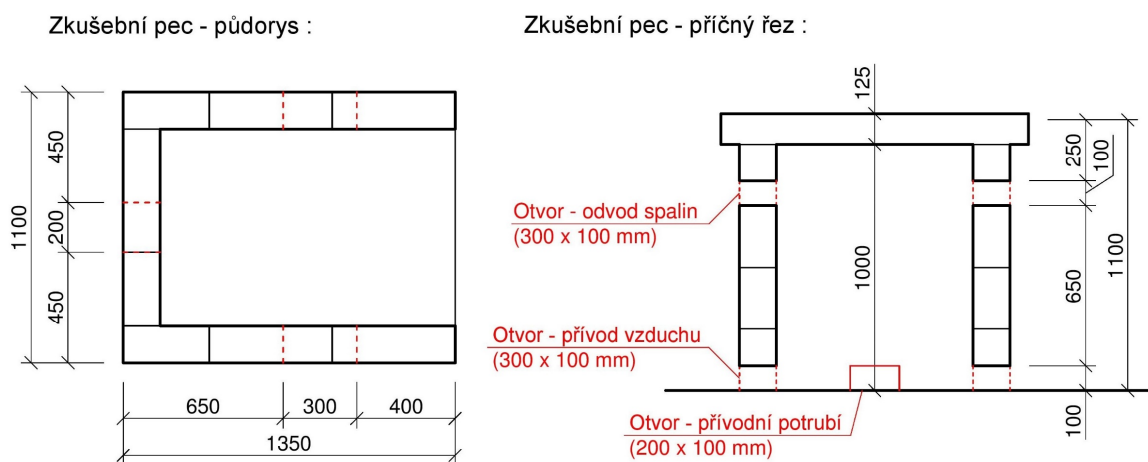 Zkušební pec - půdorys :
Zkušební pec - příčný řez :
450
200
450
1100
650
300
400
1350
125
250
100
1000
650
1100
100
Otvor - odvod spalin
(300 x 100 mm)
Otvor - přívod vzduchu
(300 x 100 mm)
Otvor - přívodní potrubí
(200 x 100 mm)